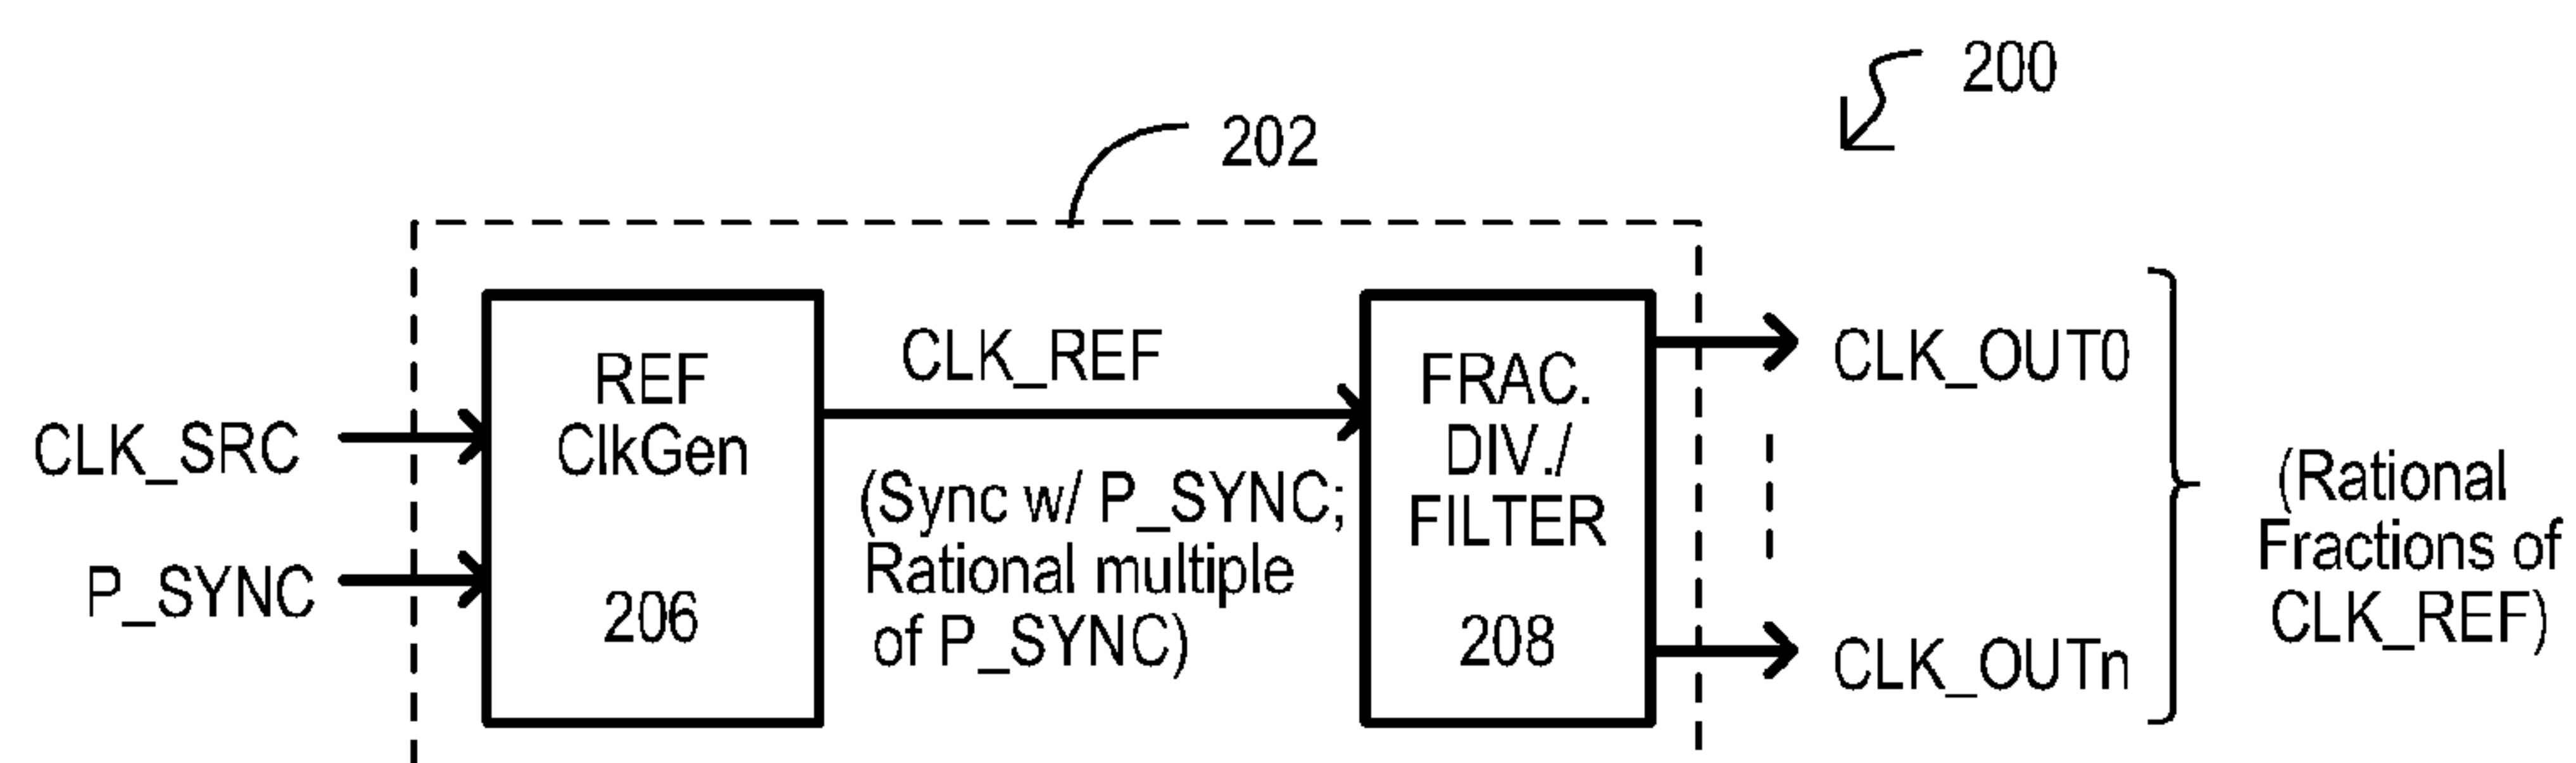 200
202
CLK_SRC
P_SYNC
REF
ClkGen
206
CLK_REF
(Sync w/ P_SYNC;
Rational multiple
of P_SYNC)
FRAC.
DIV./
FILTER
208
CLK_OUT0
CLK_OUTn
(Rational
Fractions of
CLK_REF)